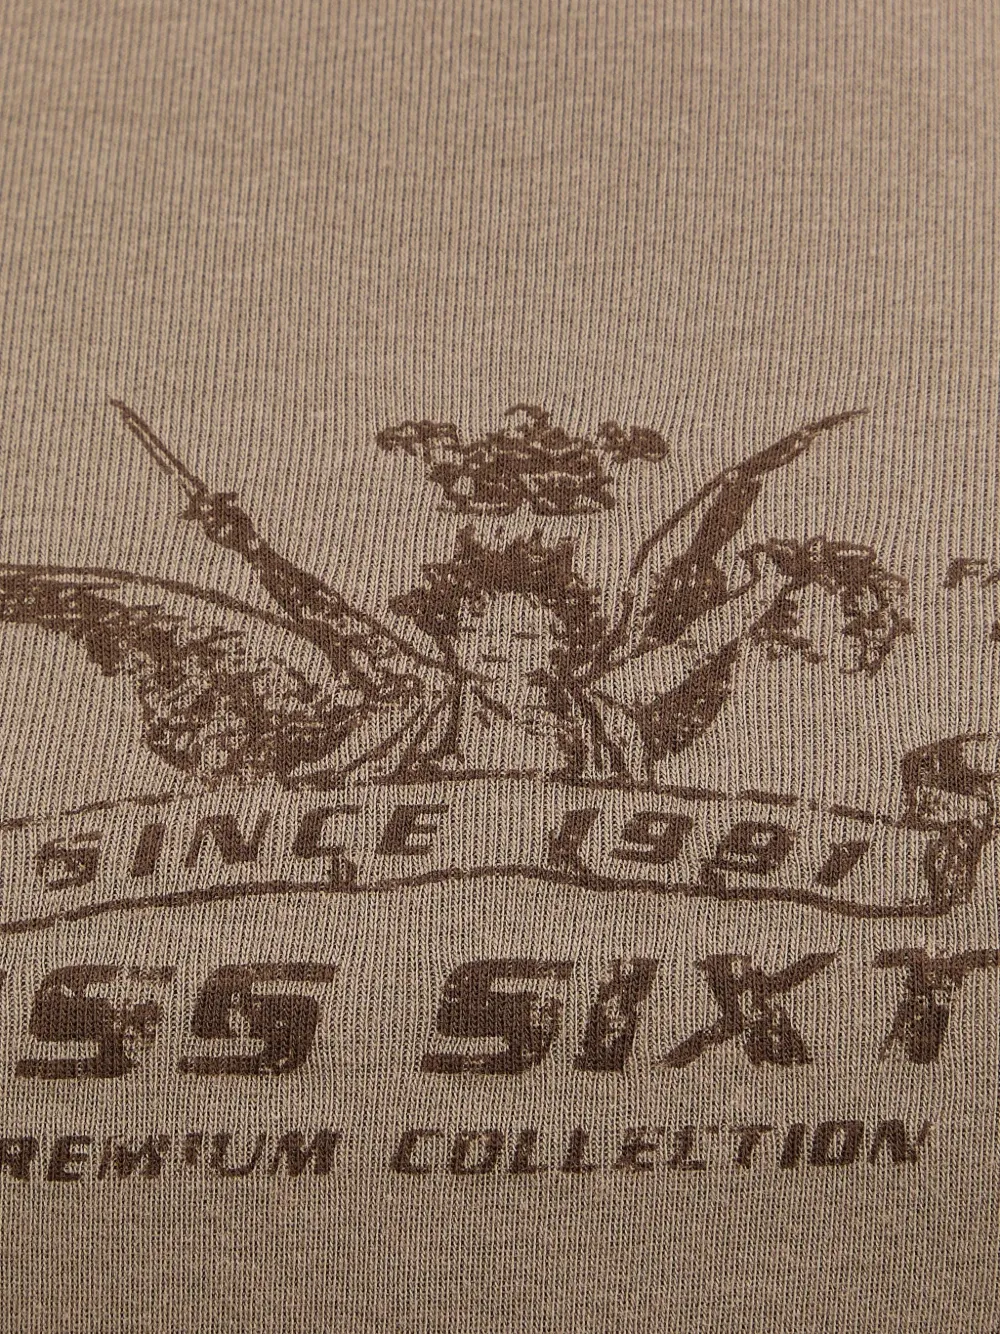 SINCE 1991
SS SIXT
REMIUM COLLECTION